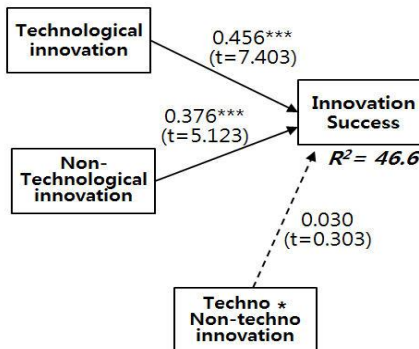 Technological
innovation
0.456***
(t=7.403)
0.376***
(t=5.123)
Innovation
Success
R² = 46.6
Non-
Technological
innovation
0.030
(t=0.303)
Techno *
Non-techno
innovation